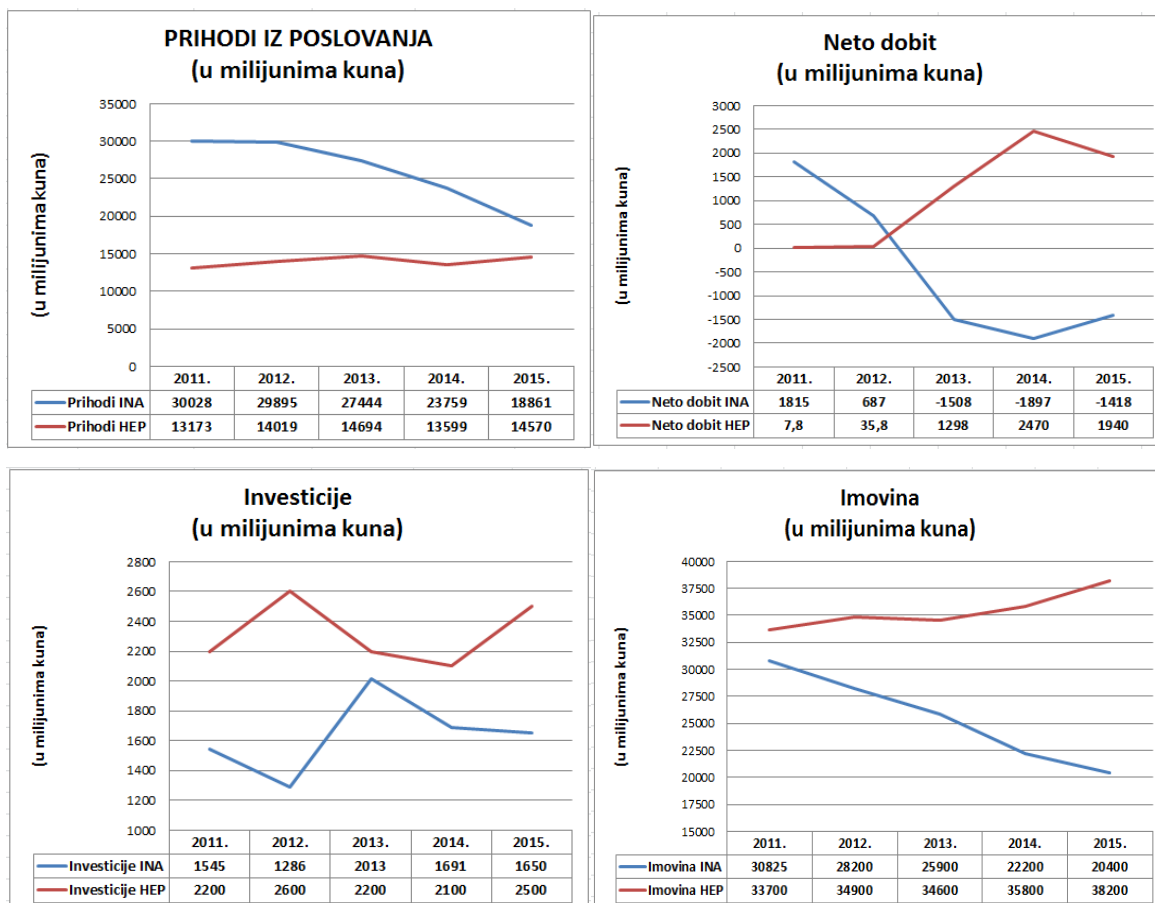 PRIHODI IZ POSLOVANJA
(u milijunima kuna)
(u milijunima kuna)
35000
30000
25000
20000
15000
10000
5000
0
2011. 2012. 2013. 2014. 2015.
Prihodi INA 30028 29895 27444 23759 18861
Prihodi HEP 13173 14019 14694 13599 14570
Neto dobit
(u milijunima kuna)
(u milijunima kuna)
3000
2500
2000
1500
1000
500
0
-500
-1000
-1500
-2000
-2500
2011. 2012. 2013. 2014. 2015.
Neto dobit INA 1815 687 -1508 -1897 -1418
Neto dobit HEP 7,8 35,8 1298 2470 1940
Investicije
(u milijunima kuna)
(u milijunima kuna)
2800
2600
2400
2200
2000
1800
1600
1400
1200
1000
2011. 2012. 2013. 2014. 2015.
Investicije INA 1545 1286 2013 1691 1650
Investicije HEP 2200 2600 2200 2100 2500
Imovina
(u milijunima kuna)
(u milijunima kuna)
40000
37500
35000
32500
30000
27500
25000
22500
20000
17500
15000
2011. 2012. 2013. 2014. 2015.
Imovina INA 30825 28200 25900 22200 20400
Imovina HEP 33700 34900 34600 35800 38200